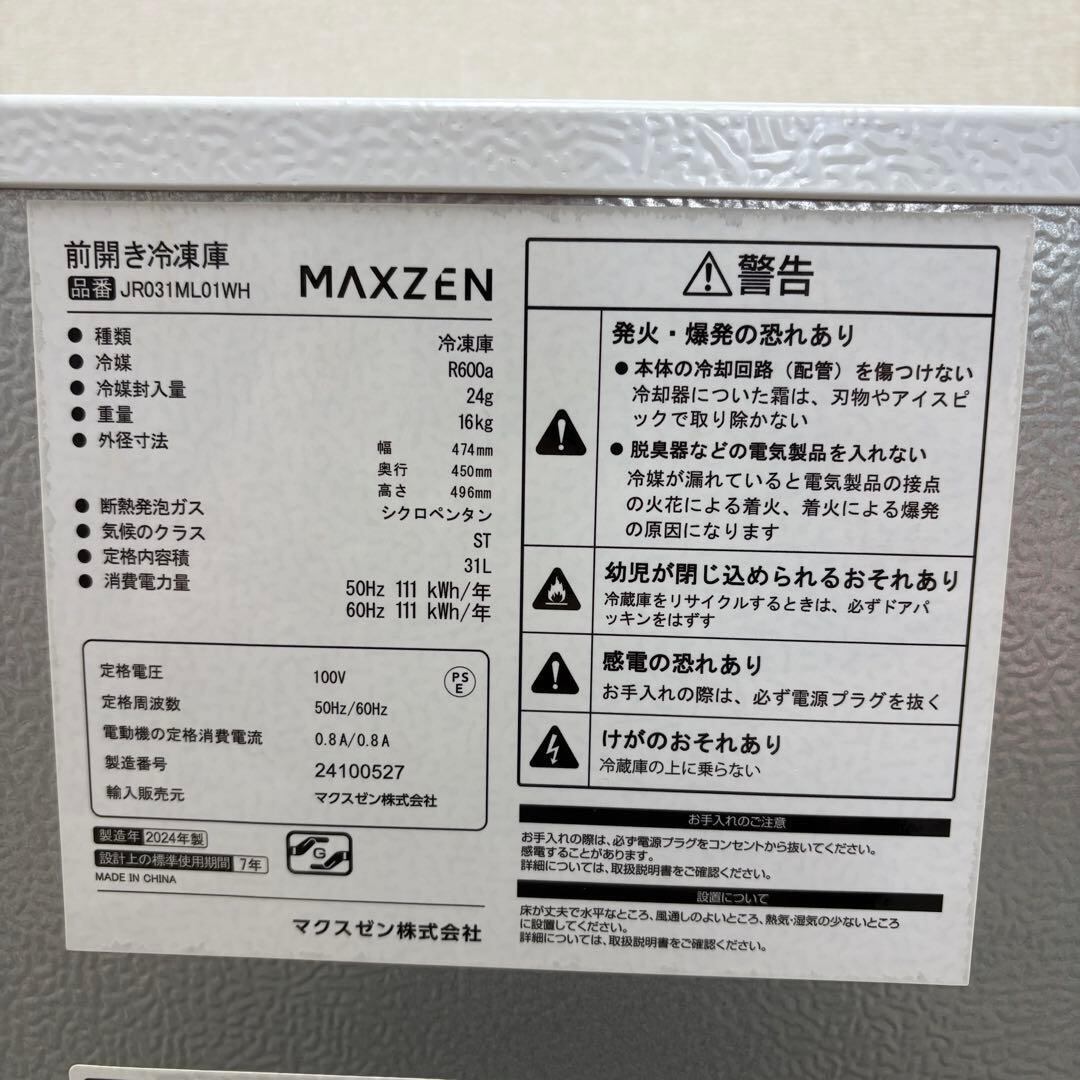 前開き冷凍庫
品番 JR031ML01WH
MAXZEN
● 種類 冷凍庫
● 冷媒 R600a
● 冷媒封入量 24g
● 重量 16kg
● 外径寸法 幅 474mm
奥行 450mm
高さ 496mm
● 断熱発泡ガス シクロペンタン
● 気候のクラス ST
● 定格内容積 31L
● 消費電力量 50Hz 111 kWh/年
60Hz 111 kWh/年
定格電圧 100V
PS
E
定格周波数 50Hz/60Hz
電動機の定格消費電流 0.8A/0.8A
製造番号 24100527
輸入販売元 マクスゼン株式会社
製造年 2024年製
設計上の標準使用期間 7年
MADE IN CHINA
G
マクスゼン株式会社
警告
発火・爆発の恐れあり
● 本体の冷却回路（配管）を傷つけない
冷却器についた霜は、刃物やアイスピ
ックで取り除かない
● 脱臭器などの電気製品を入れない
冷媒が漏れていると電気製品の接点
の火花による着火、着火による爆発
の原因になります
幼児が閉じ込められるおそれあり
冷蔵庫をリサイクルするときは、必ずドアパ
ッキンをはずす
感電の恐れあり
お手入れの際は、必ず電源プラグを抜く
けがのおそれあり
冷蔵庫の上に乗らない
お手入れのご注意
お手入れの際は、必ず電源プラグをコンセントから抜いてください。
感電することがあります。
詳細については、取扱説明書をご確認ください。
設置について
床が丈夫で水平なところ、風通しのよいところ、熱気・湿気の少ないところ
に設置してください。
詳細については、取扱説明書をご確認ください。